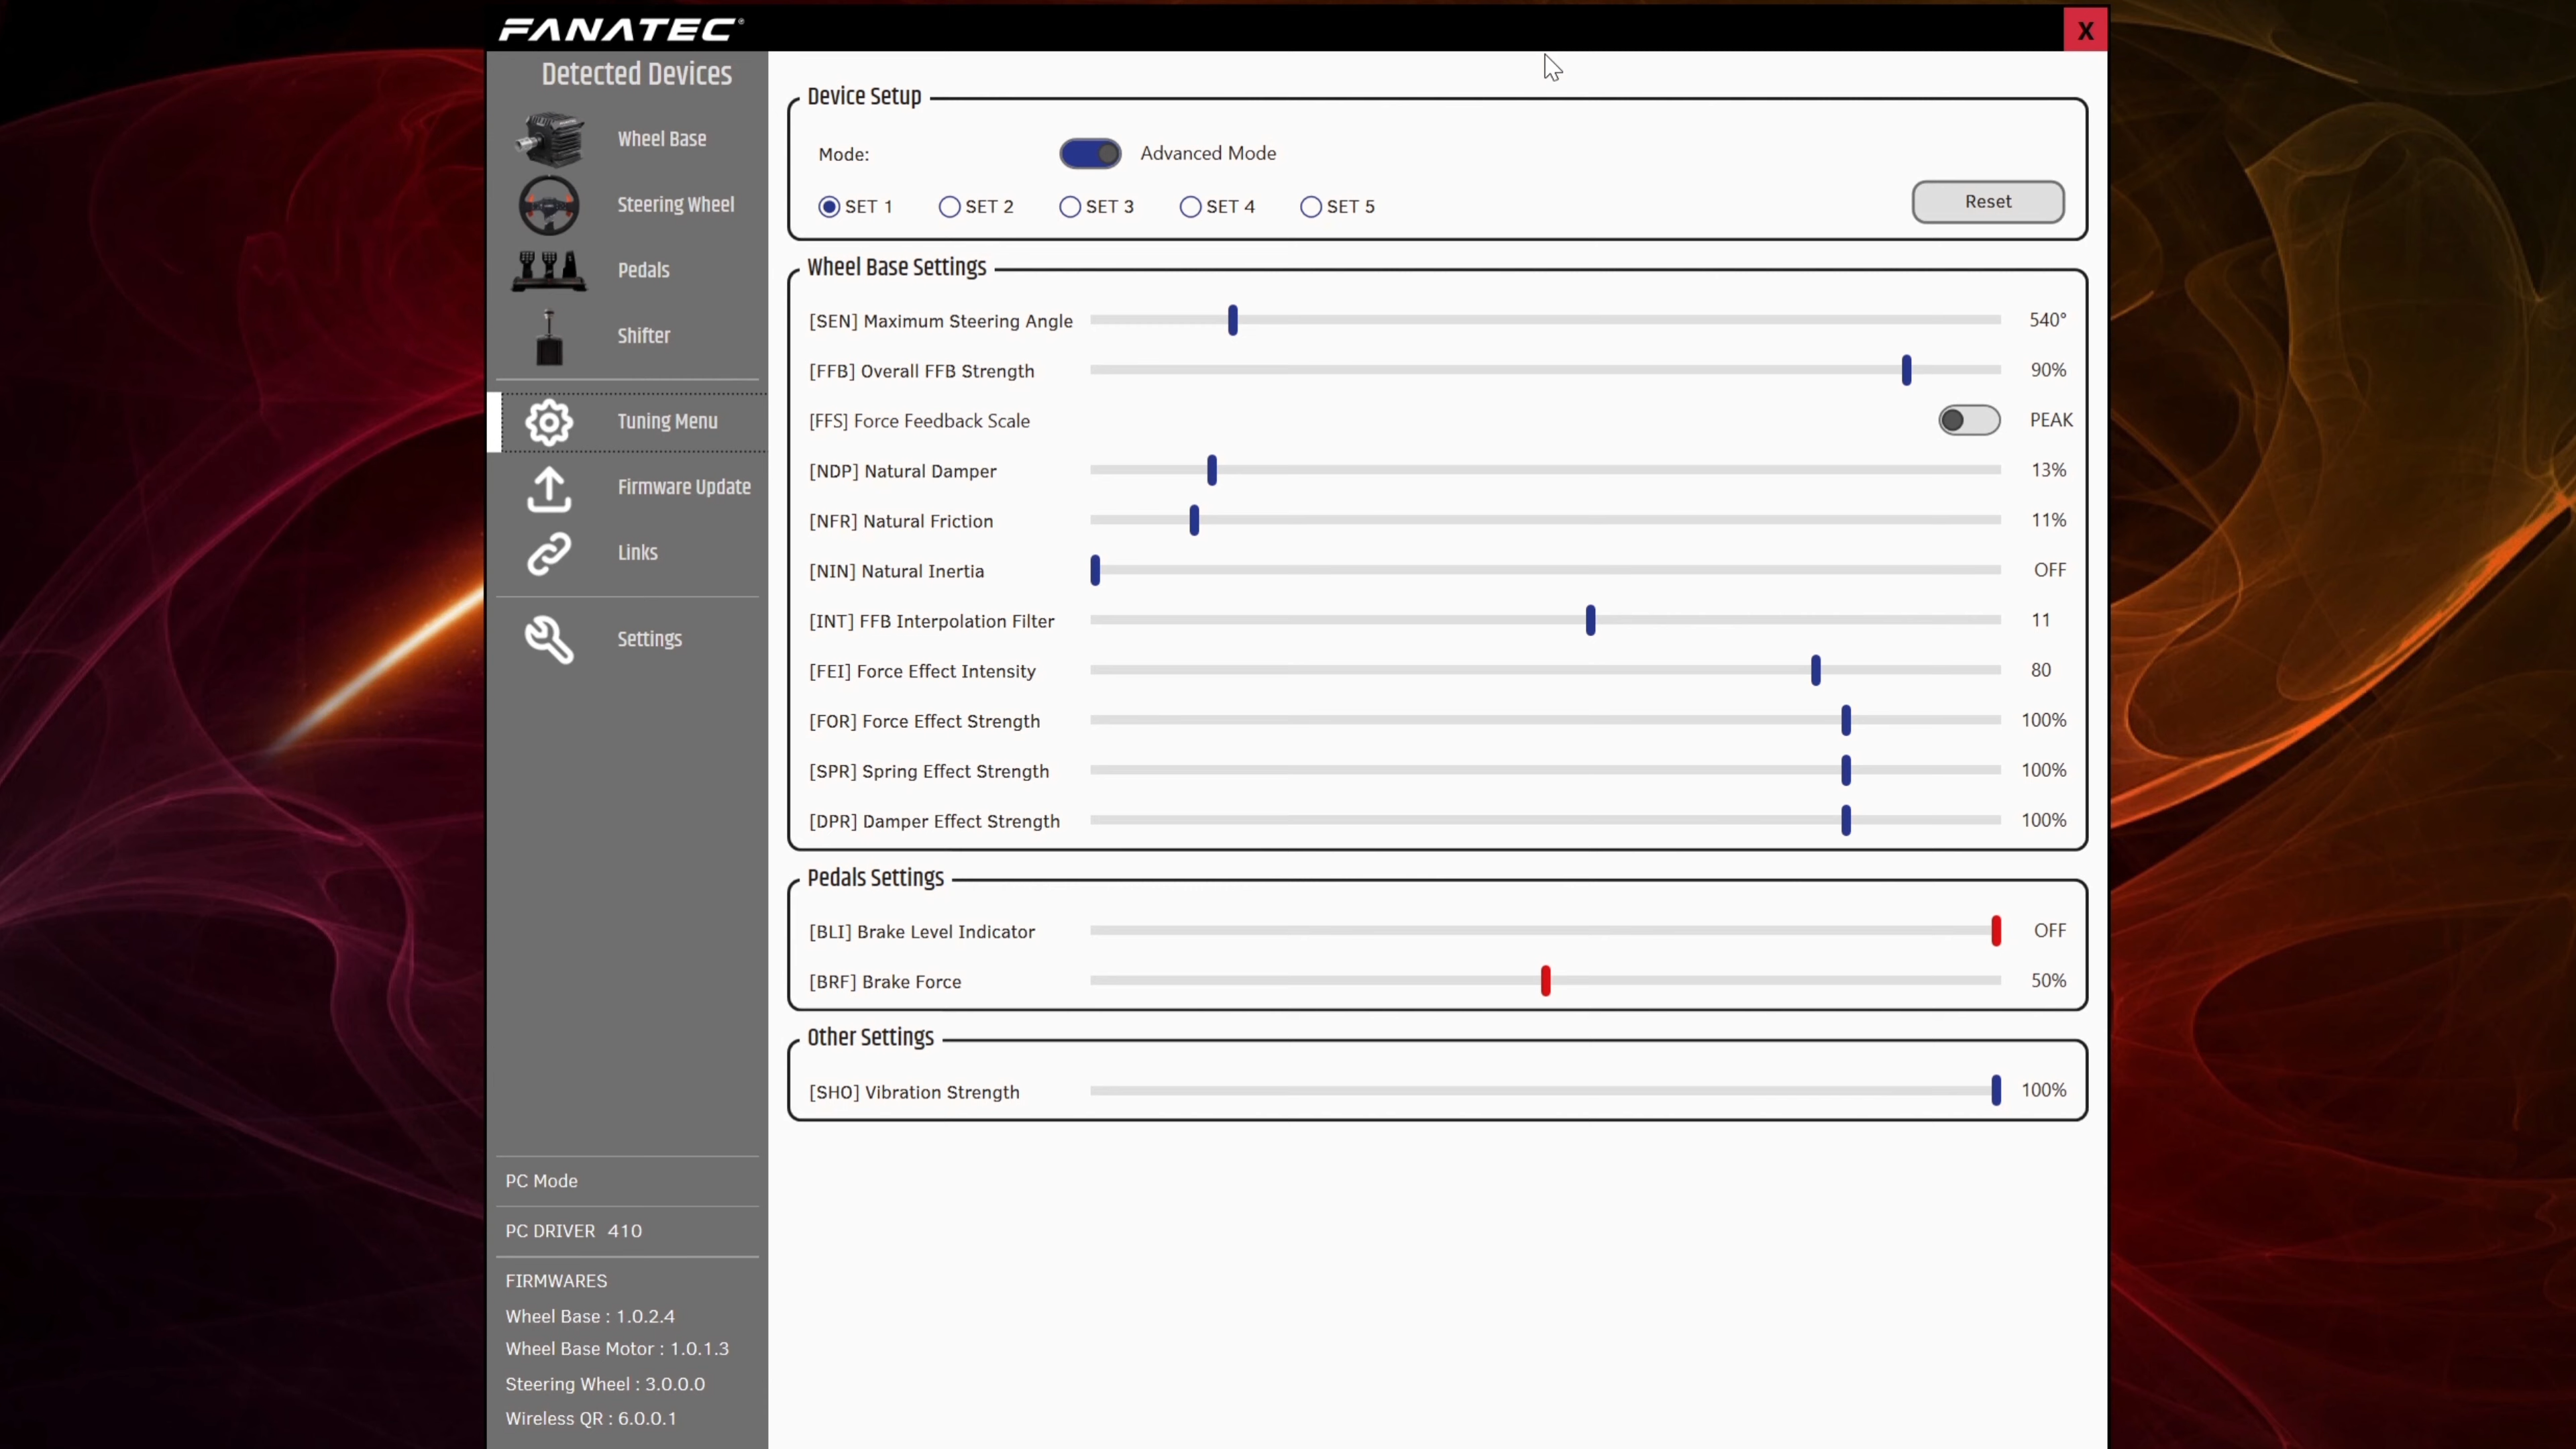 FANATEC
X
Detected Devices
Wheel Base
Steering Wheel
Pedals
Shifter
Tuning Menu
Firmware Update
Links
Settings
PC Mode
PC DRIVER 410
FIRMWARES
Wheel Base : 1.0.2.4
Wheel Base Motor : 1.0.1.3
Steering Wheel : 3.0.0.0
Wireless QR : 6.0.0.1
Device Setup
Mode: Advanced Mode
SET 1 SET 2 SET 3 SET 4 SET 5 Reset
Wheel Base Settings
[SEN] Maximum Steering Angle 540°
[FFB] Overall FFB Strength 90%
[FFS] Force Feedback Scale PEAK
[NDP] Natural Damper 13%
[NFR] Natural Friction 11%
[NIN] Natural Inertia OFF
[INT] FFB Interpolation Filter 11
[FEI] Force Effect Intensity 80
[FOR] Force Effect Strength 100%
[SPR] Spring Effect Strength 100%
[DPR] Damper Effect Strength 100%
Pedals Settings
[BLI] Brake Level Indicator OFF
[BRF] Brake Force 50%
Other Settings
[SHO] Vibration Strength 100%